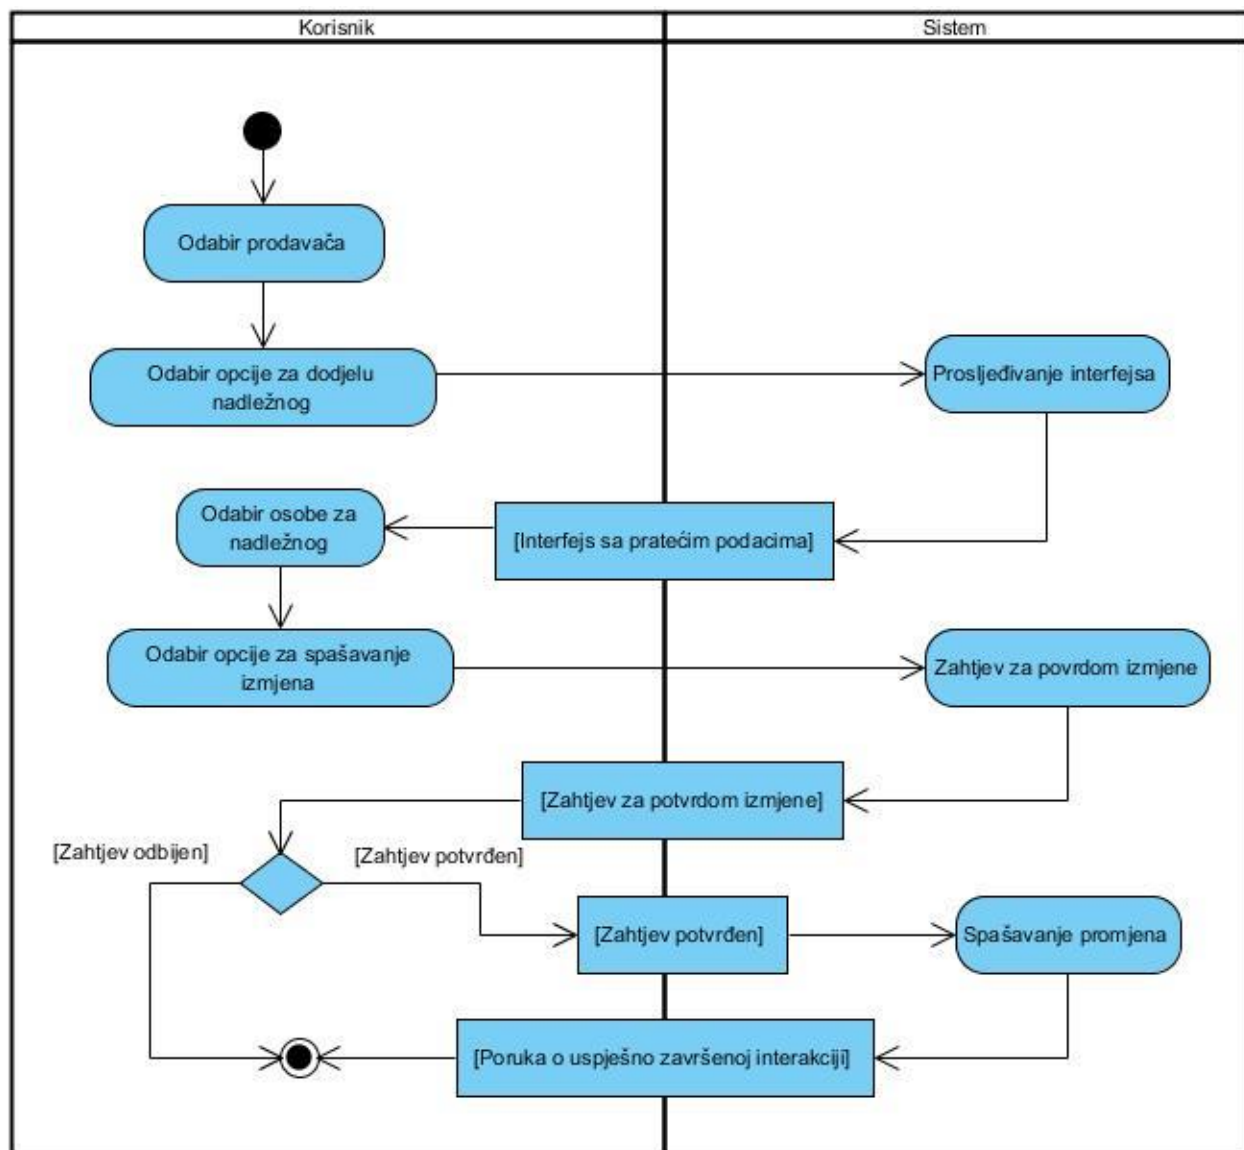 Korisnik
Sistem
Odabir prodavača
Odabir opcije za dodjelu
nadležnog
Prosljeđivanje interfejsa
Odabir osobe za
nadležnog
[Interfejs sa pratećim podacima]
Odabir opcije za spašavanje
izmjena
Zahtjev za povrdom izmjene
[Zahtjev za potvrdom izmjene]
[Zahtjev odbijen]
[Zahtjev potvrđen]
[Zahtjev potvrđen]
Spašavanje promjena
[Poruka o uspješno završenoj interakciji]